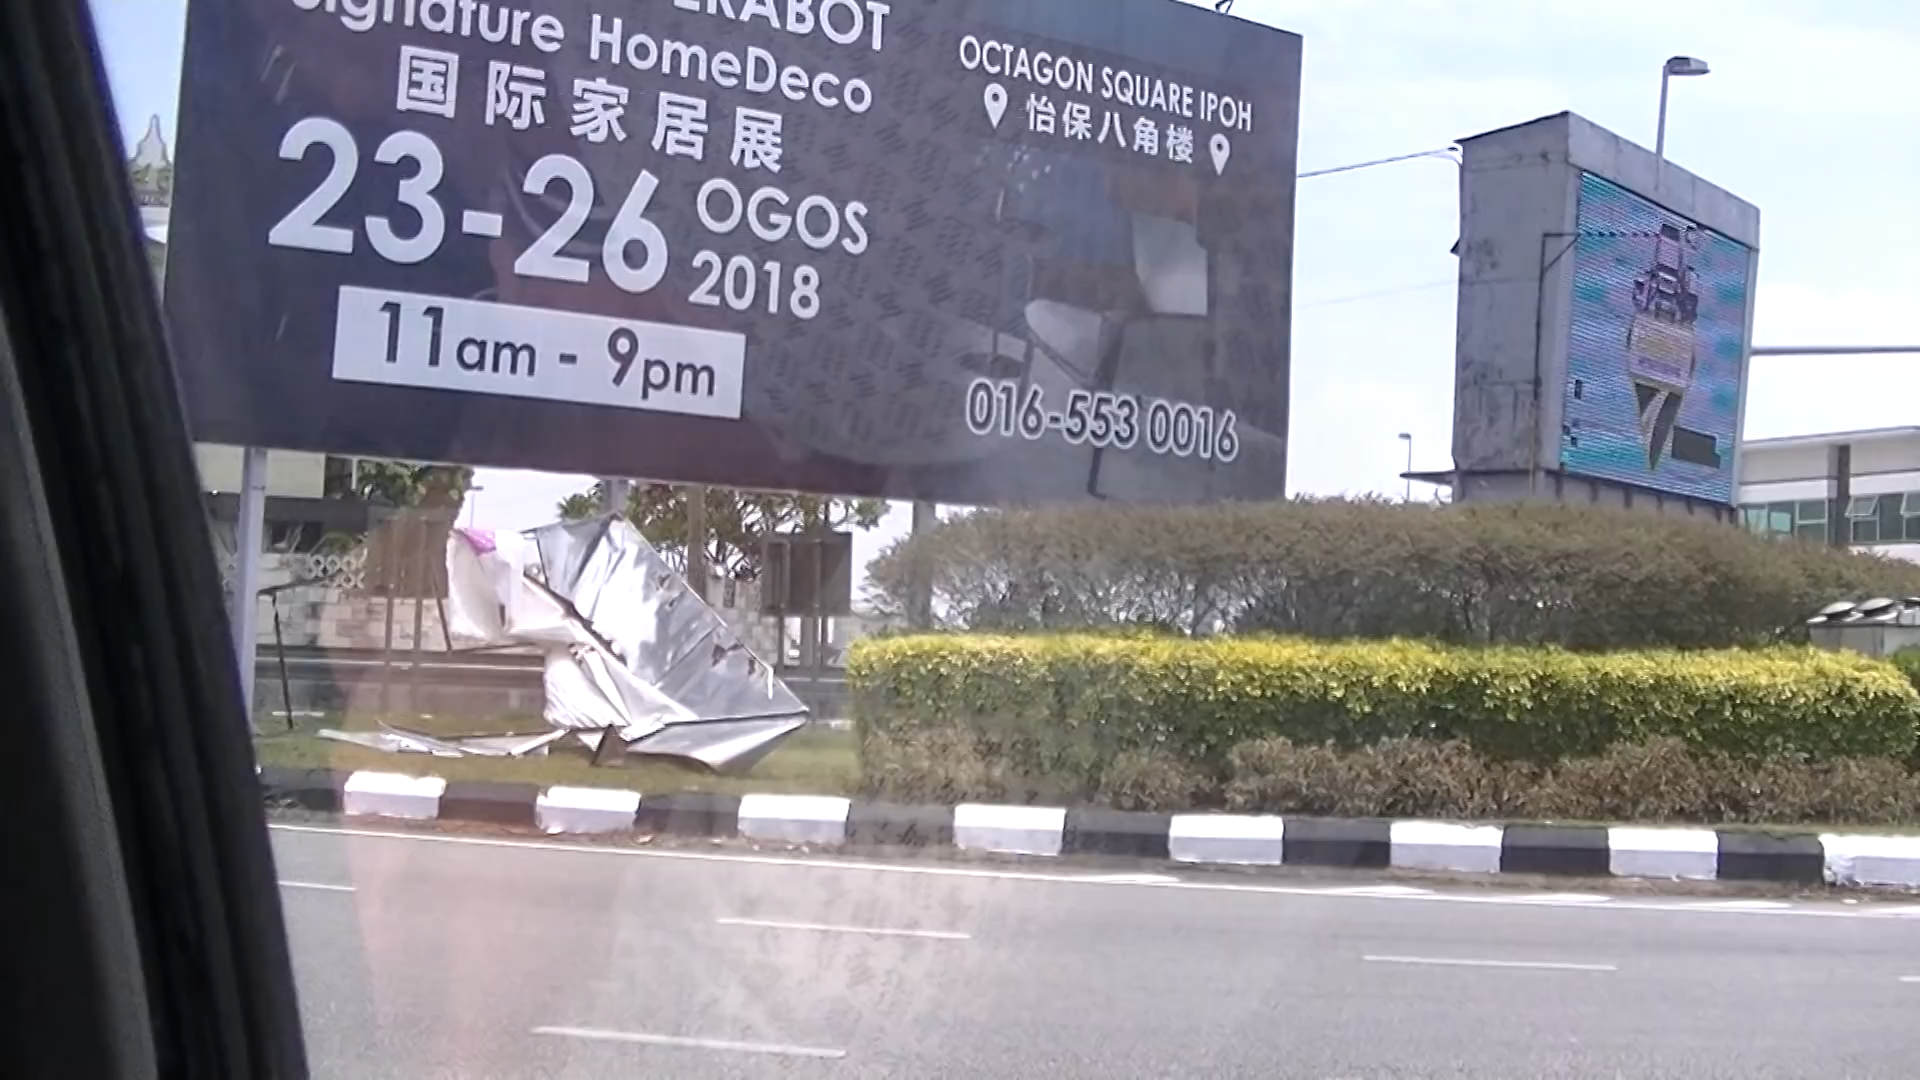 ERABOT
Signature HomeDeco
国际家居展
23-26 OGOS
2018
11am - 9pm
OCTAGON SQUARE IPOH
怡保八角楼
016-553 0016